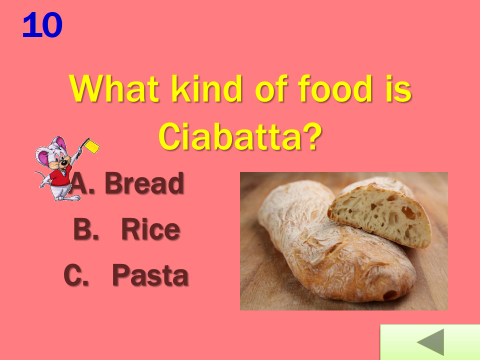 10
What kind of food is
Ciabatta?
A. Bread
B. Rice
C. Pasta